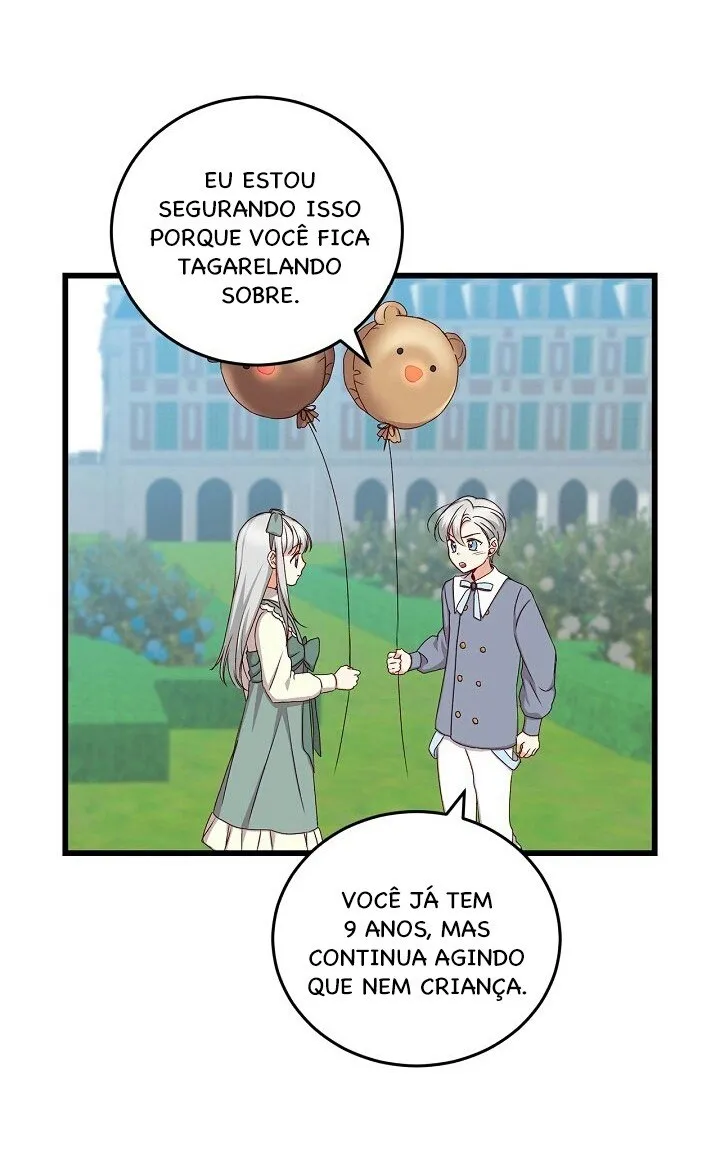 EU ESTOU
SEGURANDO ISSO
PORQUE VOCÊ FICA
TAGARELANDO
SOBRE.
VOCÊ JÁ TEM
9 ANOS, MAS
CONTINUA AGINDO
QUE NEM CRIANÇA.